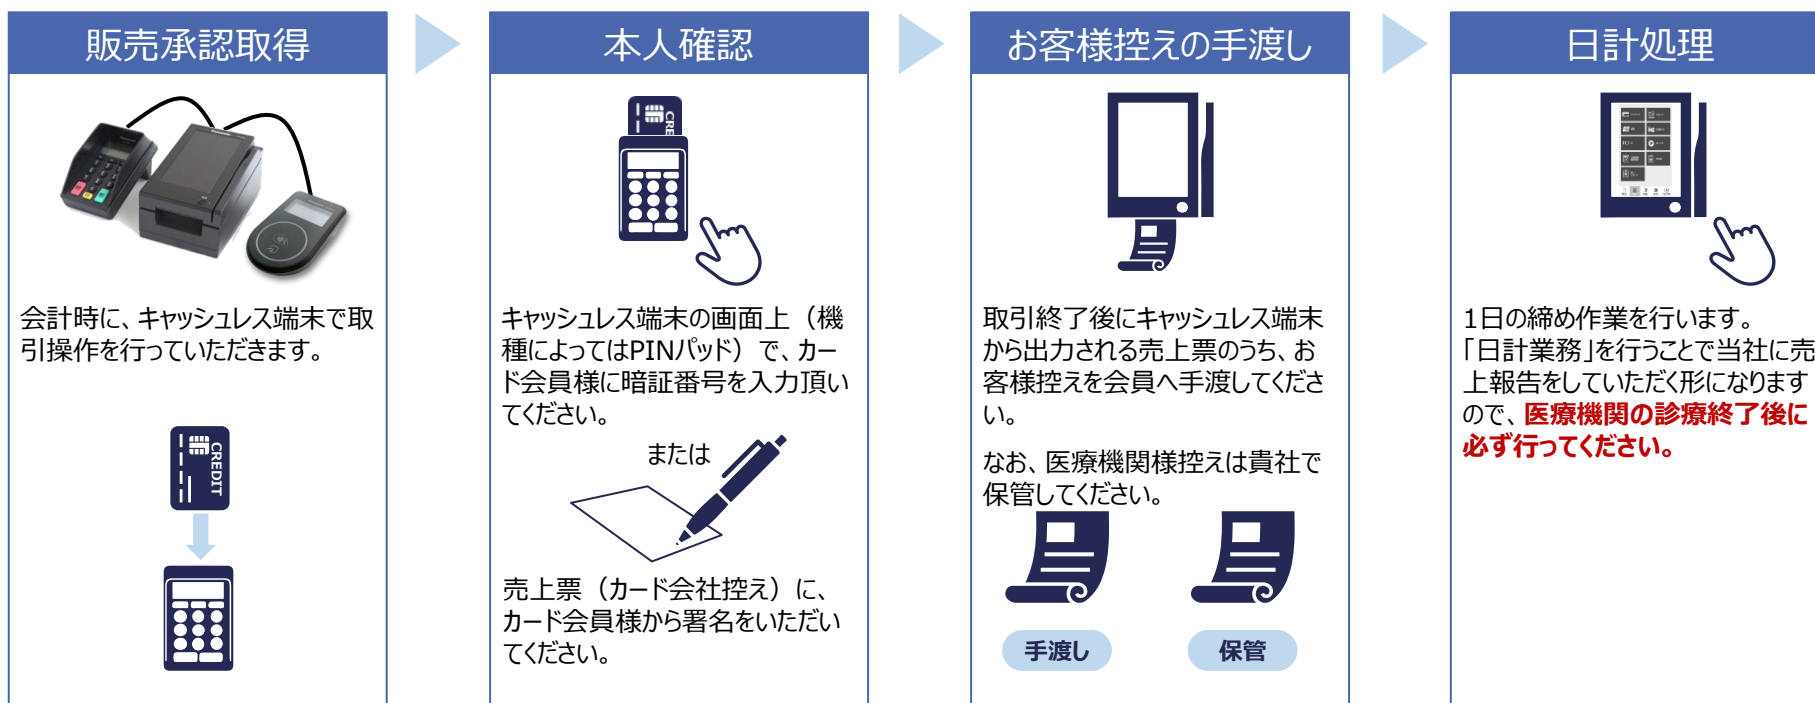 販売承認取得
会計時に、キャッシュレス端末で取
引操作を行っていただきます。
CREDIT
本人確認
CRE
キャッシュレス端末の画面上（機
種によってはPINパッド）で、カー
ド会員様に暗証番号を入力頂い
てください。
または
売上票（カード会社控え）に、
カード会員様から署名をいただい
てください。
お客様控えの手渡し
取引終了後にキャッシュレス端末
から出力される売上票のうち、お
客様控えを会員へ手渡してくださ
い。
なお、医療機関様控えは貴社で
保管してください。
手渡し
保管
日計処理
1日の締め作業を行います。
「日計業務」を行うことで当社に売
上報告をしていただく形になります
ので、医療機関の診療終了後に
必ず行ってください。